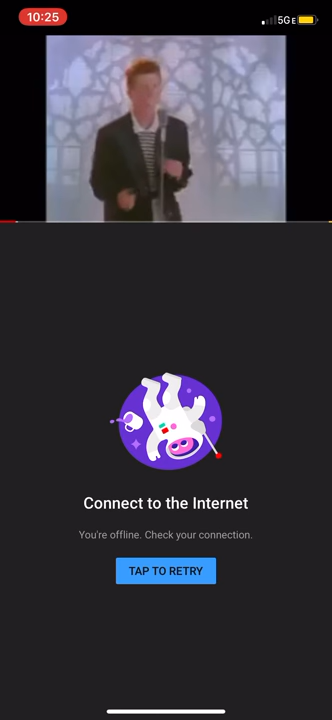 10:25
5GE
Connect to the Internet
You're offline. Check your connection.
TAP TO RETRY